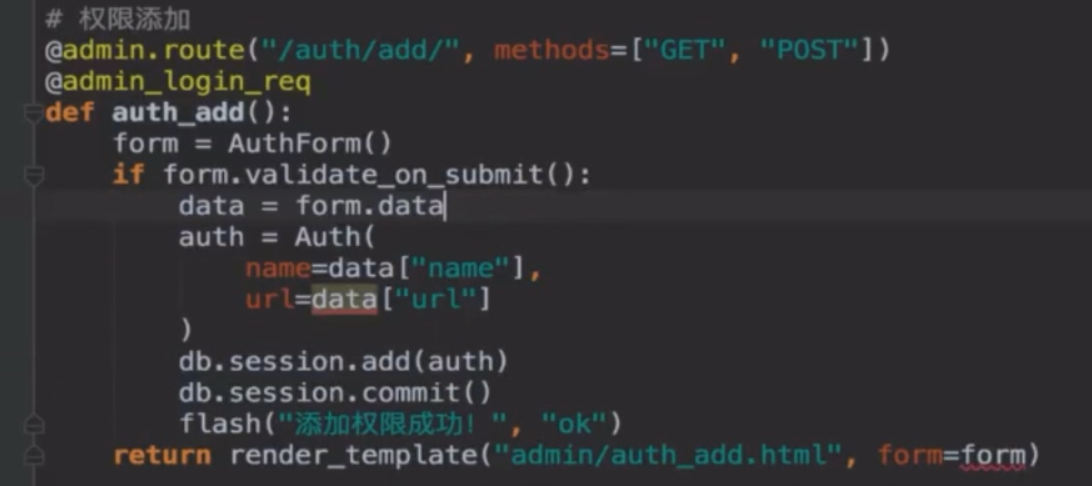 # 权限添加
@admin.route("/auth/add/", methods=["GET", "POST"])
@admin_login_req
def auth_add():
    form = AuthForm()
    if form.validate_on_submit():
        data = form.data
        auth = Auth(
            name=data["name"],
            url=data["url"]
        )
        db.session.add(auth)
        db.session.commit()
        flash("添加权限成功！", "ok")
    return render_template("admin/auth_add.html", form=form)